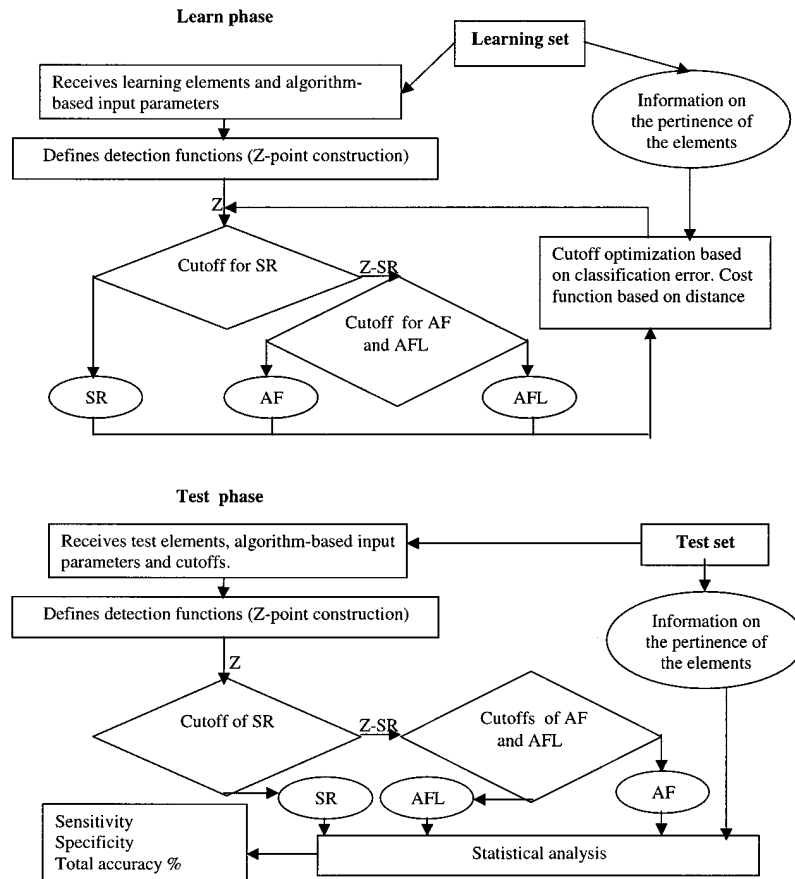 Learn phase
Learning set
Receives learning elements and algorithm-
based input parameters
Information on
the pertinence of
the elements
Defines detection functions (Z-point construction)
Z
Cutoff for SR
Z-SR
Cutoff optimization based
on classification error. Cost
function based on distance
Cutoff for AF
and AFL
SR
AF
AFL
Test phase
Receives test elements, algorithm-based input
parameters and cutoffs.
Test set
Defines detection functions (Z-point construction)
Information on
the pertinence of
the elements
Z
Cutoff of SR
Z-SR
Cutoffs of AF
and AFL
SR
AFL
AF
Sensitivity
Specificity
Total accuracy %
Statistical analysis